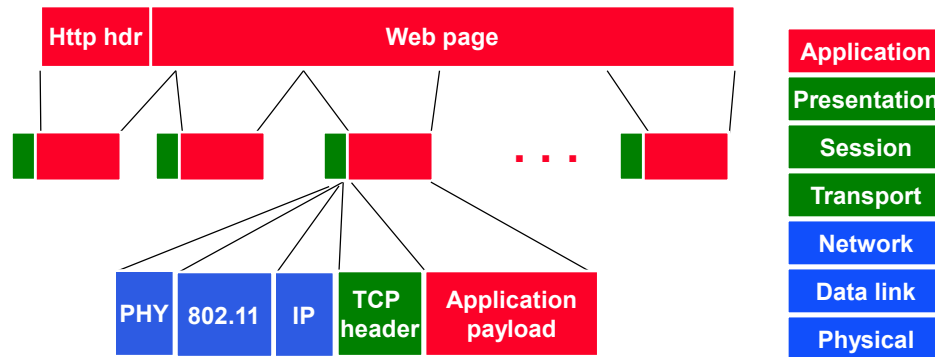 Http hdr
Web page
Application
Presentation
Session
Transport
Network
Data link
Physical
. . .
PHY
802.11
IP
TCP
header
Application
payload